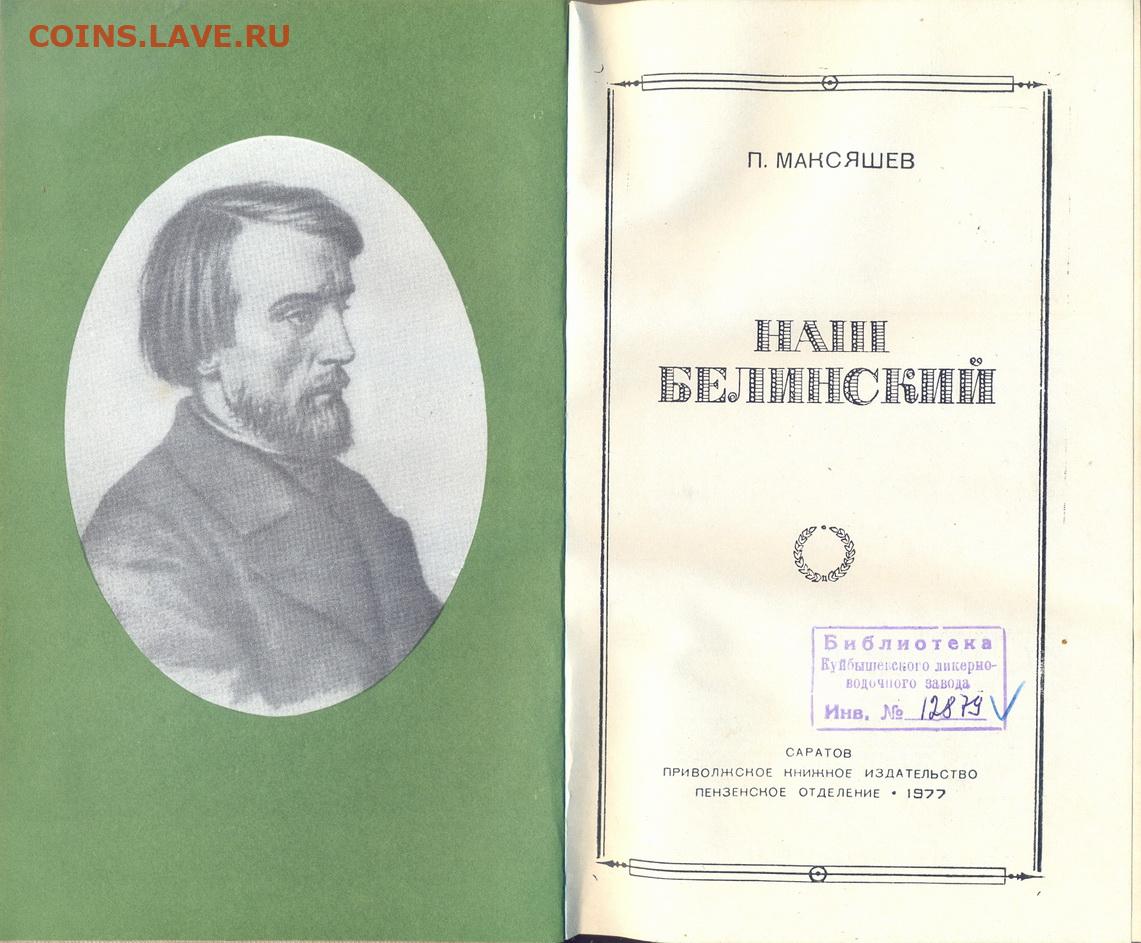 COINS.LAVE.RU
П. МАКСЯШЕВ
НАШ
БЕЛИНСКИЙ
Библиотека
Куйбышевского ликерно-
водочного завода
Инв. № 12879
САРАТОВ
ПРИВОЛЖСКОЕ КНИЖНОЕ ИЗДАТЕЛЬСТВО
ПЕНЗЕНСКОЕ ОТДЕЛЕНИЕ • 1977